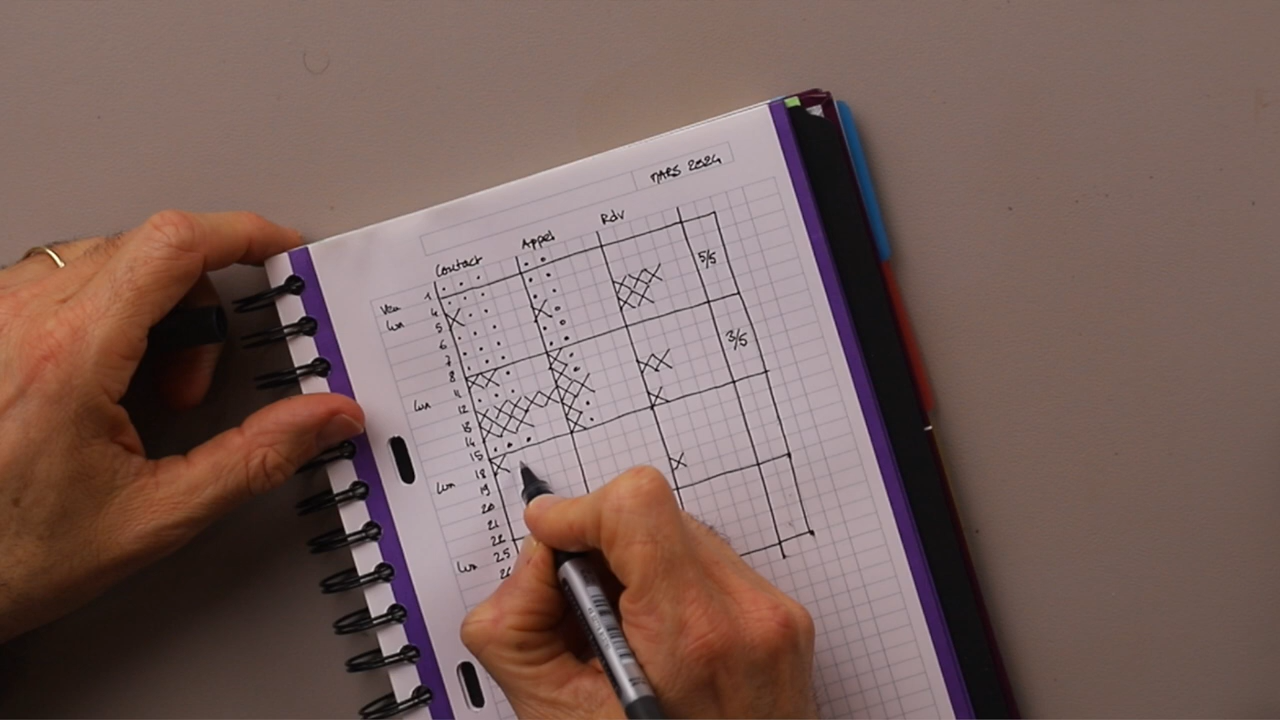 MARS 2024
Contact Appel Rdv
Ven 1
Lun 4
5 5/5
6
7
8
Lun 11 3/5
12
13
14
15
Lun 18
19
20
21
22
Lun 25
26